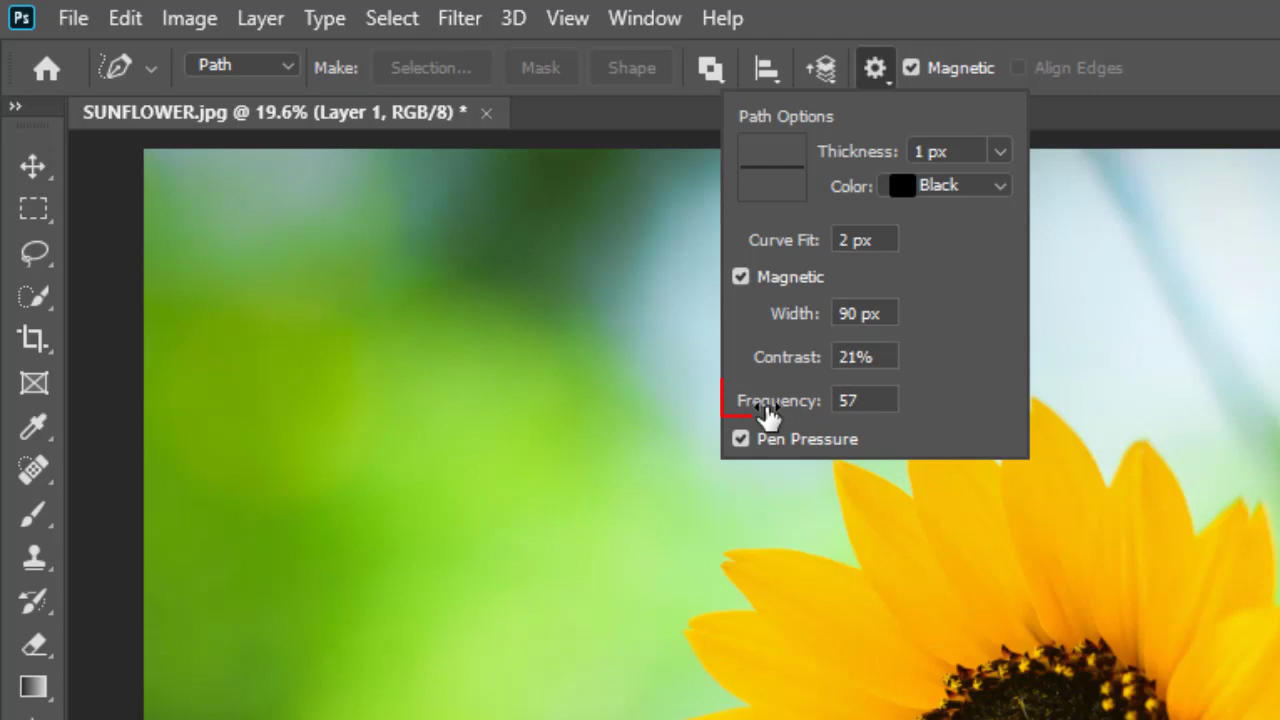 Ps File Edit Image Layer Type Select Filter 3D View Window Help
Path Make: Selection... Mask Shape Magnetic Align Edges
SUNFLOWER.jpg @ 19.6% (Layer 1, RGB/8) *
Path Options
Thickness: 1 px
Color: Black
Curve Fit: 2 px
Magnetic
Width: 90 px
Contrast: 21%
Frequency: 57
Pen Pressure